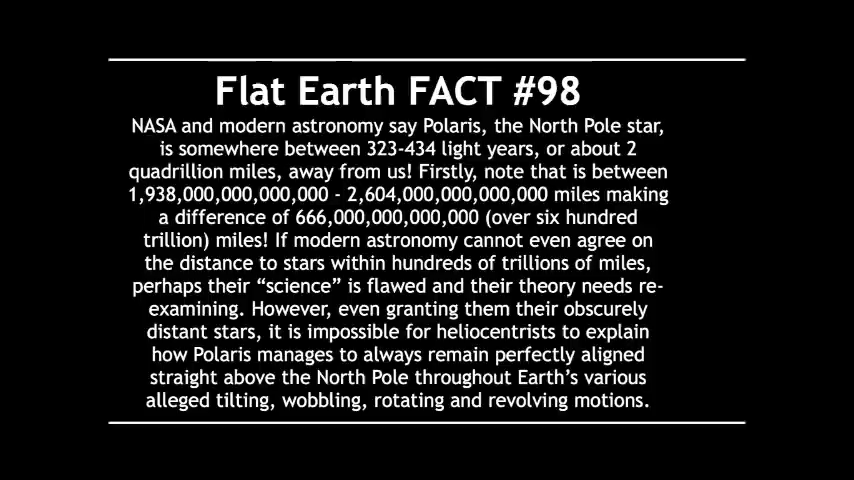 Flat Earth FACT #98
NASA and modern astronomy say Polaris, the North Pole star,
is somewhere between 323-434 light years, or about 2
quadrillion miles, away from us! Firstly, note that is between
1,938,000,000,000,000 - 2,604,000,000,000,000 miles making
a difference of 666,000,000,000,000 (over six hundred
trillion) miles! If modern astronomy cannot even agree on
the distance to stars within hundreds of trillions of miles,
perhaps their “science” is flawed and their theory needs re-
examining. However, even granting them their obscurely
distant stars, it is impossible for heliocentrists to explain
how Polaris manages to always remain perfectly aligned
straight above the North Pole throughout Earth’s various
alleged tilting, wobbling, rotating and revolving motions.